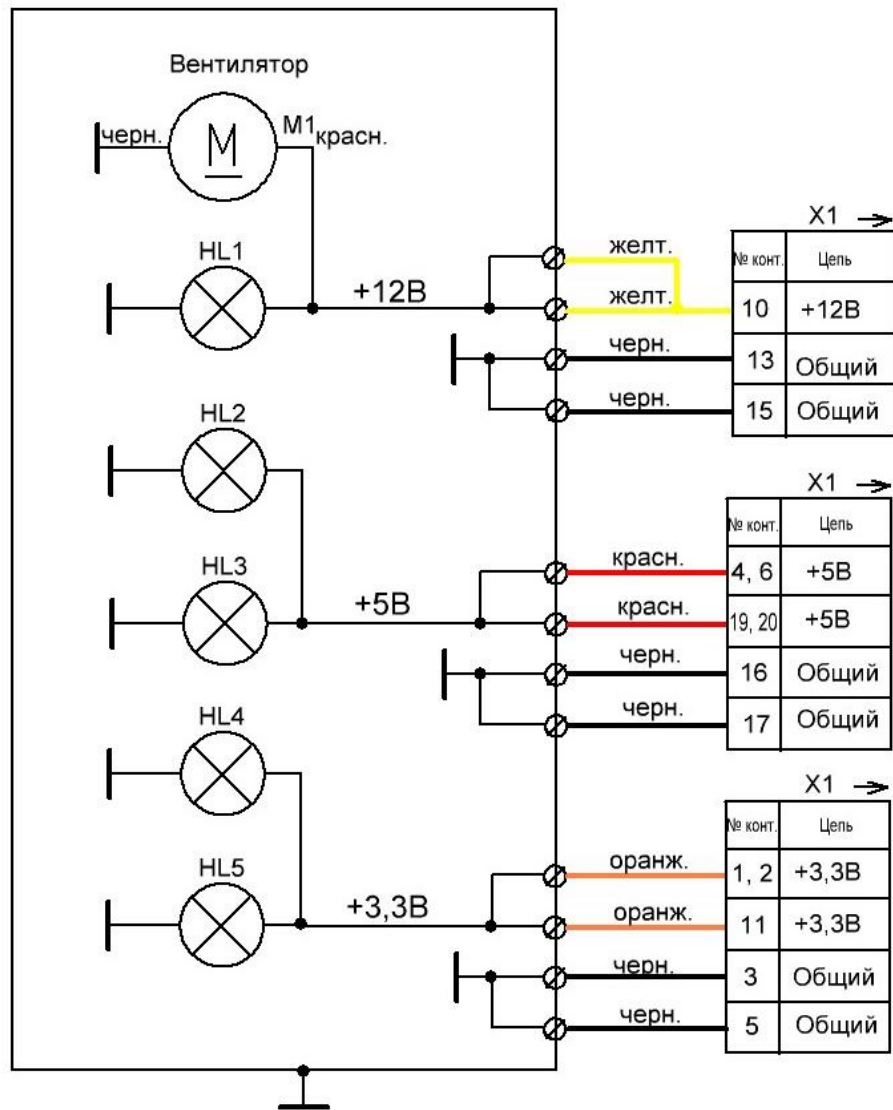 Вентилятор
черн.
M
М1
красн.
HL1
+12В
желт.
желт.
черн.
черн.
X1
№ конт.
Цепь
10
+12В
13
Общий
15
Общий
HL2
HL3
+5В
красн.
красн.
черн.
черн.
X1
№ конт.
Цепь
4, 6
+5В
19, 20
+5В
16
Общий
17
Общий
HL4
HL5
+3,3В
оранж.
оранж.
черн.
черн.
X1
№ конт.
Цепь
1, 2
+3,3В
11
+3,3В
3
Общий
5
Общий